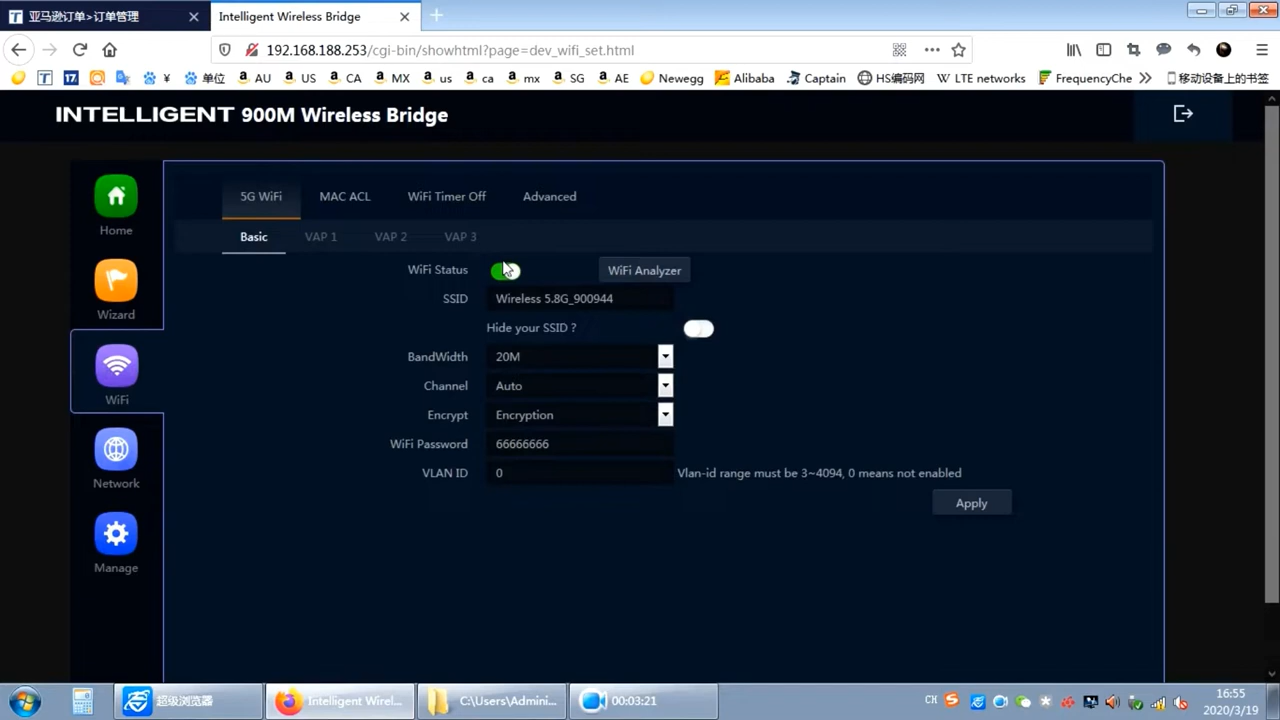 亚马逊订单>订单管理
Intelligent Wireless Bridge
192.168.188.253/cgi-bin/showhtml?page=dev_wifi_set.html
T 17 ¥ 单位 a AU a US a CA a MX a us a ca a mx a SG a AE Newegg Alibaba Captain HS编码网 W LTE networks FrequencyChe 移动设备上的书签
INTELLIGENT 900M Wireless Bridge
Home
Wizard
WiFi
Network
Manage
5G WiFi MAC ACL WiFi Timer Off Advanced
Basic VAP 1 VAP 2 VAP 3
WiFi Status WiFi Analyzer
SSID Wireless 5.8G_900944
Hide your SSID ?
BandWidth 20M
Channel Auto
Encrypt Encryption
WiFi Password 66666666
VLAN ID 0 Vlan-id range must be 3~4094, 0 means not enabled
Apply
超级浏览器 Intelligent Wirel... C:\Users\Admini... 00:03:21 CH 16:55
2020/3/19